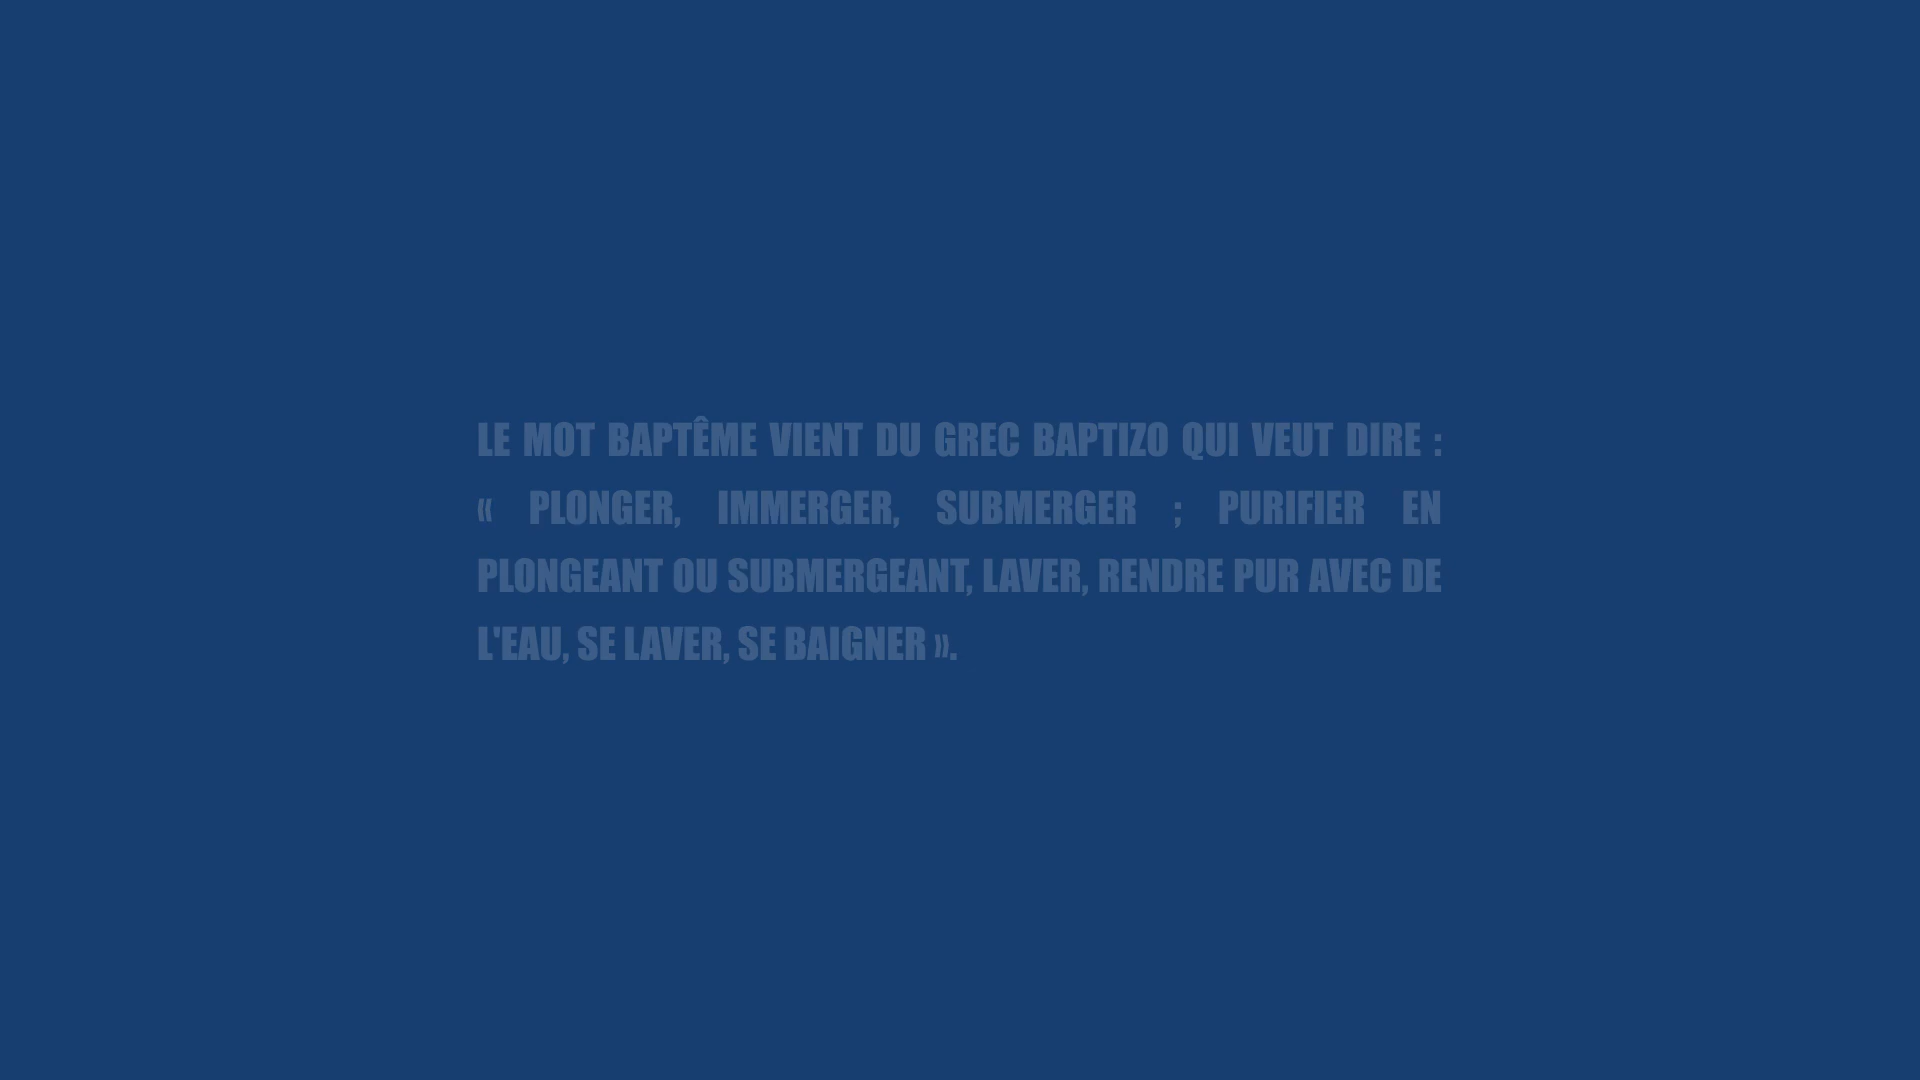 LE MOT BAPTÊME VIENT DU GREC BAPTIZO QUI VEUT DIRE :
« PLONGER, IMMERGER, SUBMERGER ; PURIFIER EN
PLONGEANT OU SUBMERGEANT, LAVER, RENDRE PUR AVEC DE
L'EAU, SE LAVER, SE BAIGNER ».